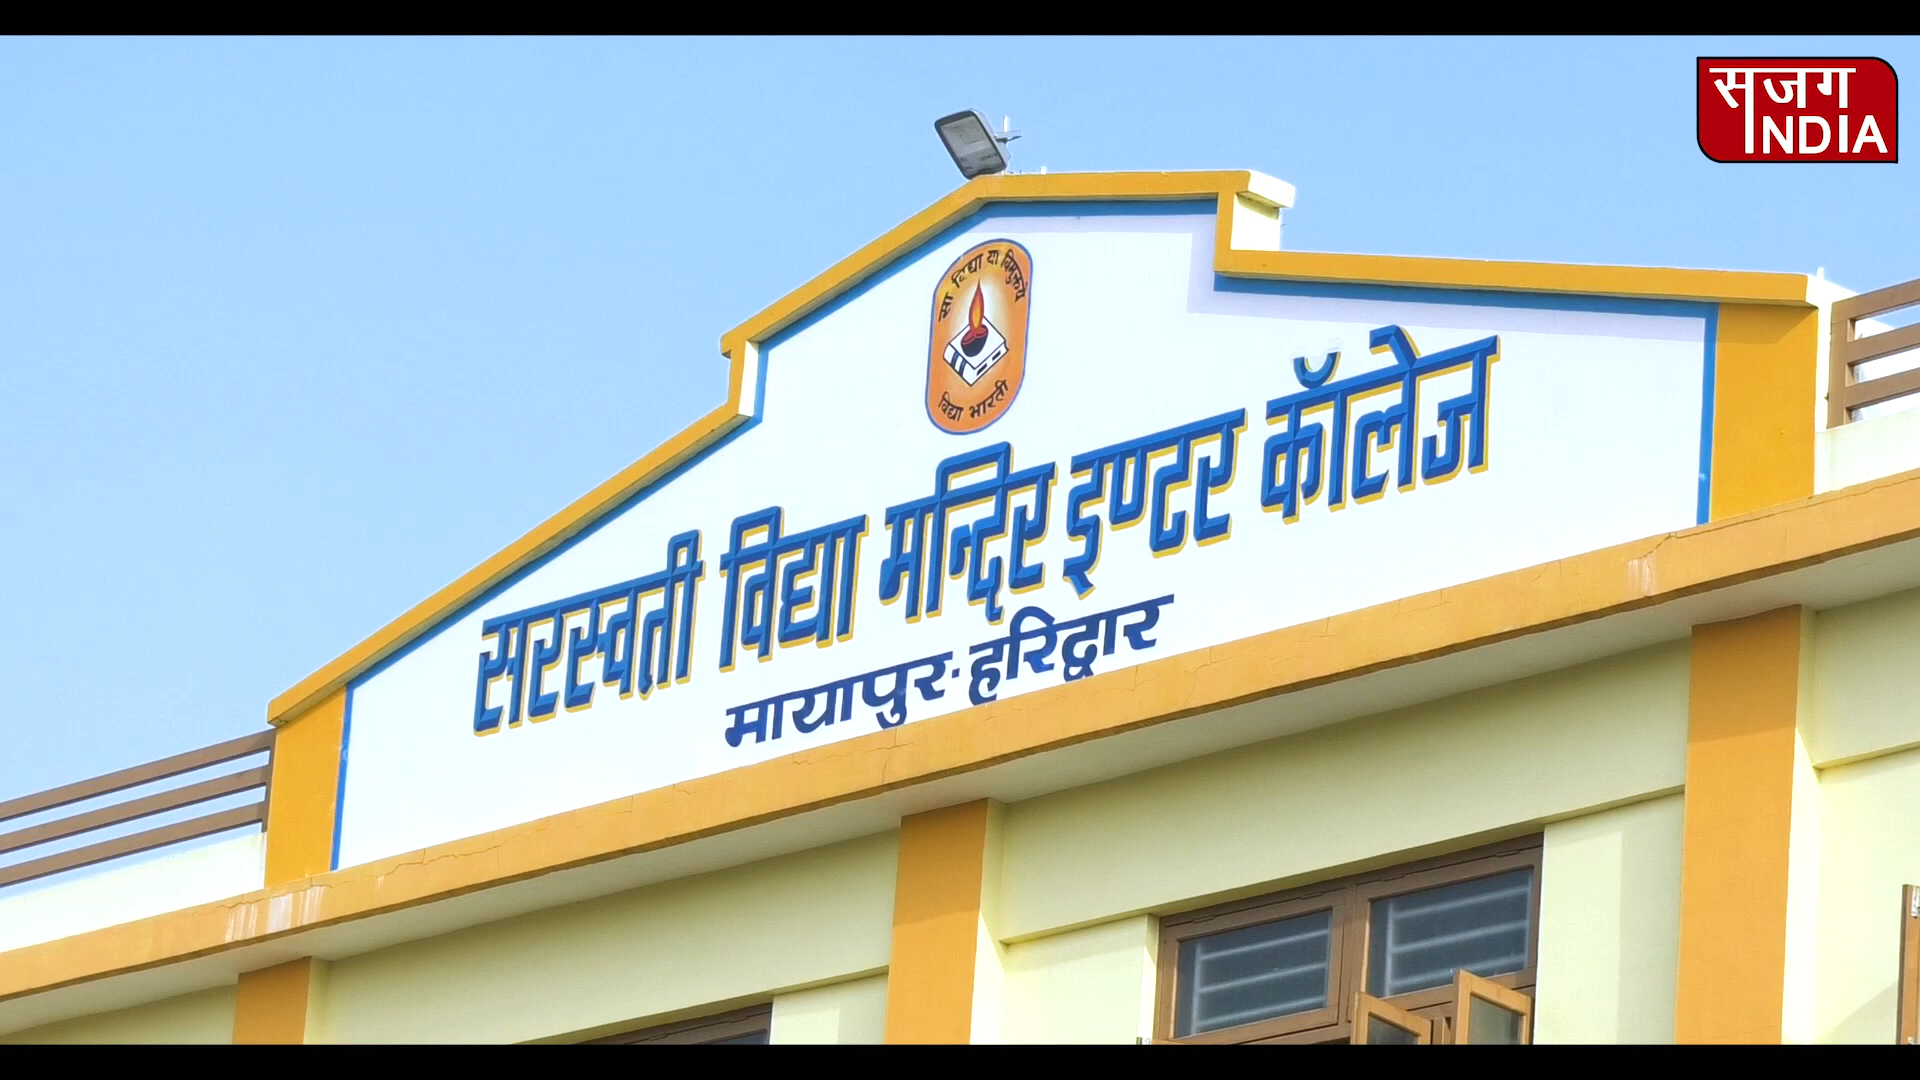 सजग
INDIA
सा विद्या या विमुक्तये
विद्या भारती
सरस्वती विद्या मन्दिर इण्टर कॉलेज
मायापुर-हरिद्वार